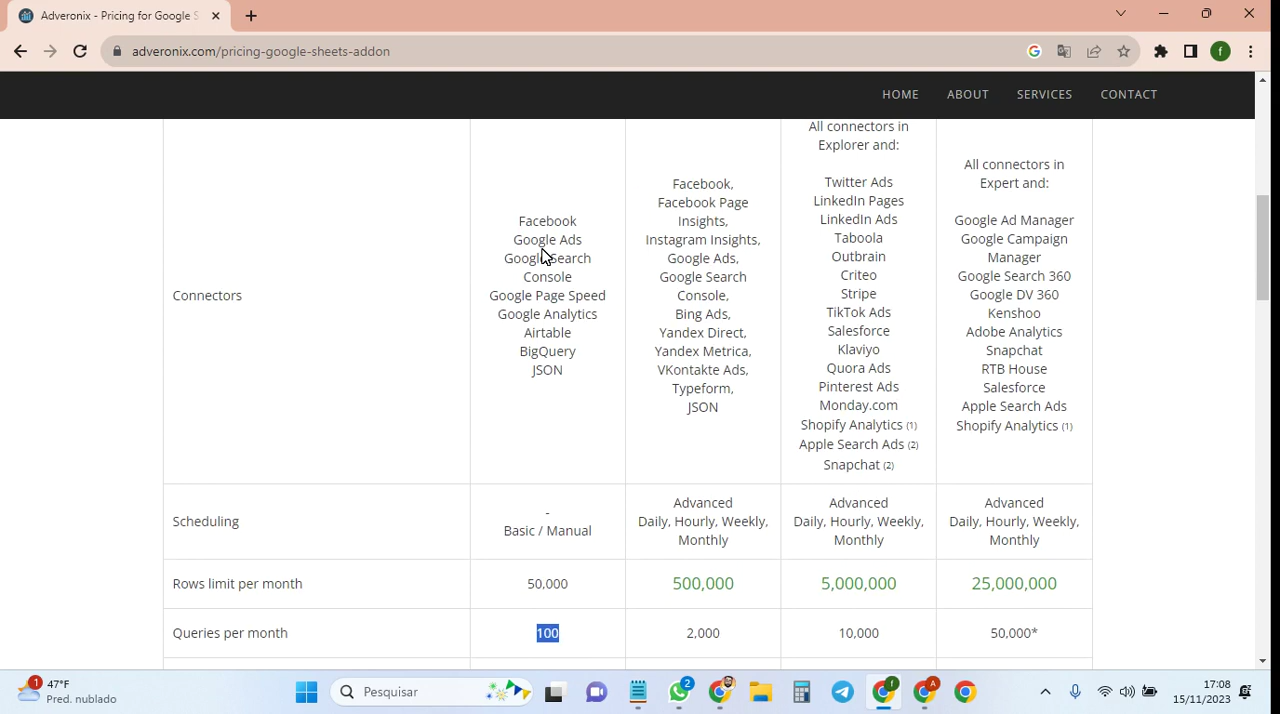 Adveronix - Pricing for Google S
adveronix.com/pricing-google-sheets-addon
HOME ABOUT SERVICES CONTACT
Connectors
Facebook
Google Ads
Google Search
Console
Google Page Speed
Google Analytics
Airtable
BigQuery
JSON
Facebook,
Facebook Page
Insights,
Instagram Insights,
Google Ads,
Google Search
Console,
Bing Ads,
Yandex Direct,
Yandex Metrica,
VKontakte Ads,
Typeform,
JSON
All connectors in
Explorer and:
Twitter Ads
LinkedIn Pages
LinkedIn Ads
Taboola
Outbrain
Criteo
Stripe
TikTok Ads
Salesforce
Klaviyo
Quora Ads
Pinterest Ads
Monday.com
Shopify Analytics (1)
Apple Search Ads (2)
Snapchat (2)
All connectors in
Expert and:
Google Ad Manager
Google Campaign
Manager
Google Search 360
Google DV 360
Kenshoo
Adobe Analytics
Snapchat
RTB House
Salesforce
Apple Search Ads
Shopify Analytics (1)
Scheduling
-
Basic / Manual
Advanced
Daily, Hourly, Weekly,
Monthly
Advanced
Daily, Hourly, Weekly,
Monthly
Advanced
Daily, Hourly, Weekly,
Monthly
Rows limit per month 50,000 500,000 5,000,000 25,000,000
Queries per month 100 2,000 10,000 50,000*
1
47°F
Pred. nublado
Pesquisar
2
17:08
15/11/2023